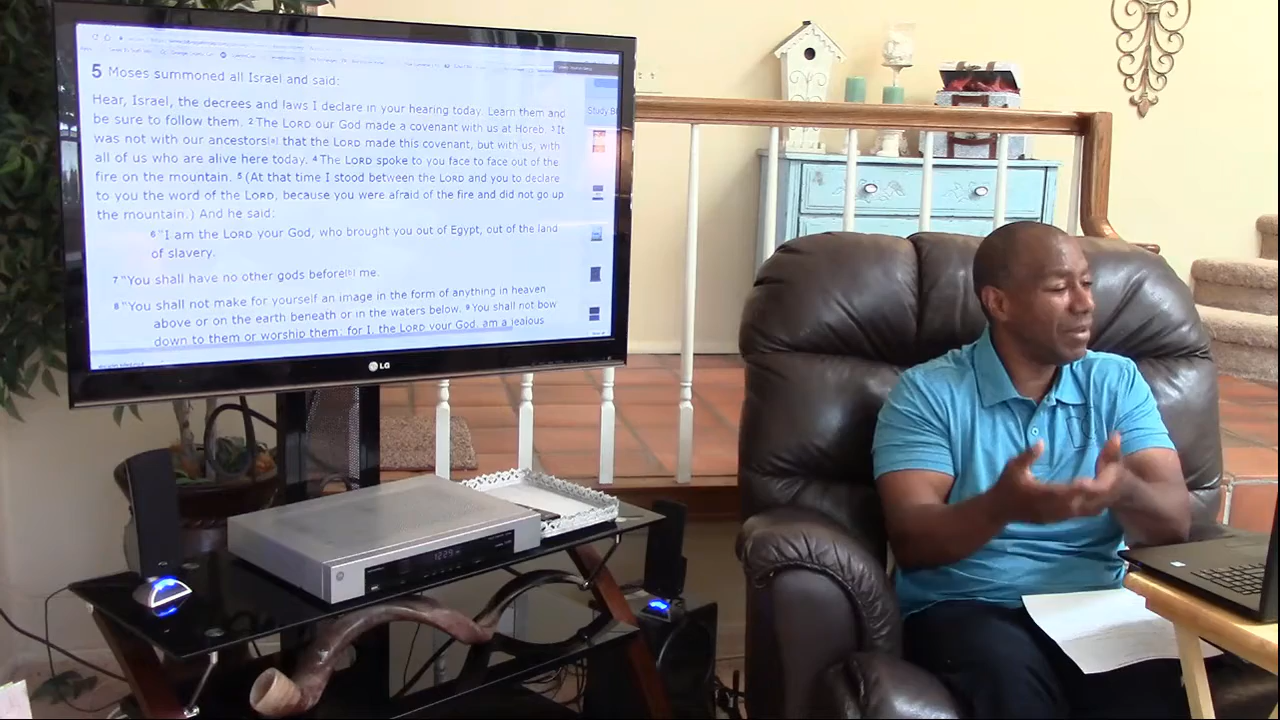 5 Moses summoned all Israel and said:
Hear, Israel, the decrees and laws I declare in your hearing today. Learn them and
be sure to follow them. 2 The LORD our God made a covenant with us at Horeb. 3 It
was not with our ancestors[a] that the LORD made this covenant, but with us, with
all of us who are alive here today. 4 The LORD spoke to you face to face out of the
fire on the mountain. 5 (At that time I stood between the LORD and you to declare
to you the word of the LORD, because you were afraid of the fire and did not go up
the mountain.) And he said:
6 "I am the LORD your God, who brought you out of Egypt, out of the land
of slavery.
7 "You shall have no other gods before[b] me.
8 "You shall not make for yourself an image in the form of anything in heaven
above or on the earth beneath or in the waters below. 9 You shall not bow
down to them or worship them; for I, the LORD your God, am a jealous
Study B
LG